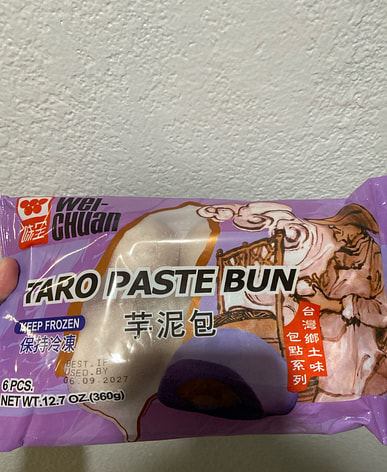 味全
Wei-
CHUAN
TARO PASTE BUN
KEEP FROZEN
保持冷凍
芋泥包
台灣鄉土味
包點系列
BEST.IF
USED.BY
06.09.2027
6 PCS.
NET WT. 12.7 OZ. (360g)